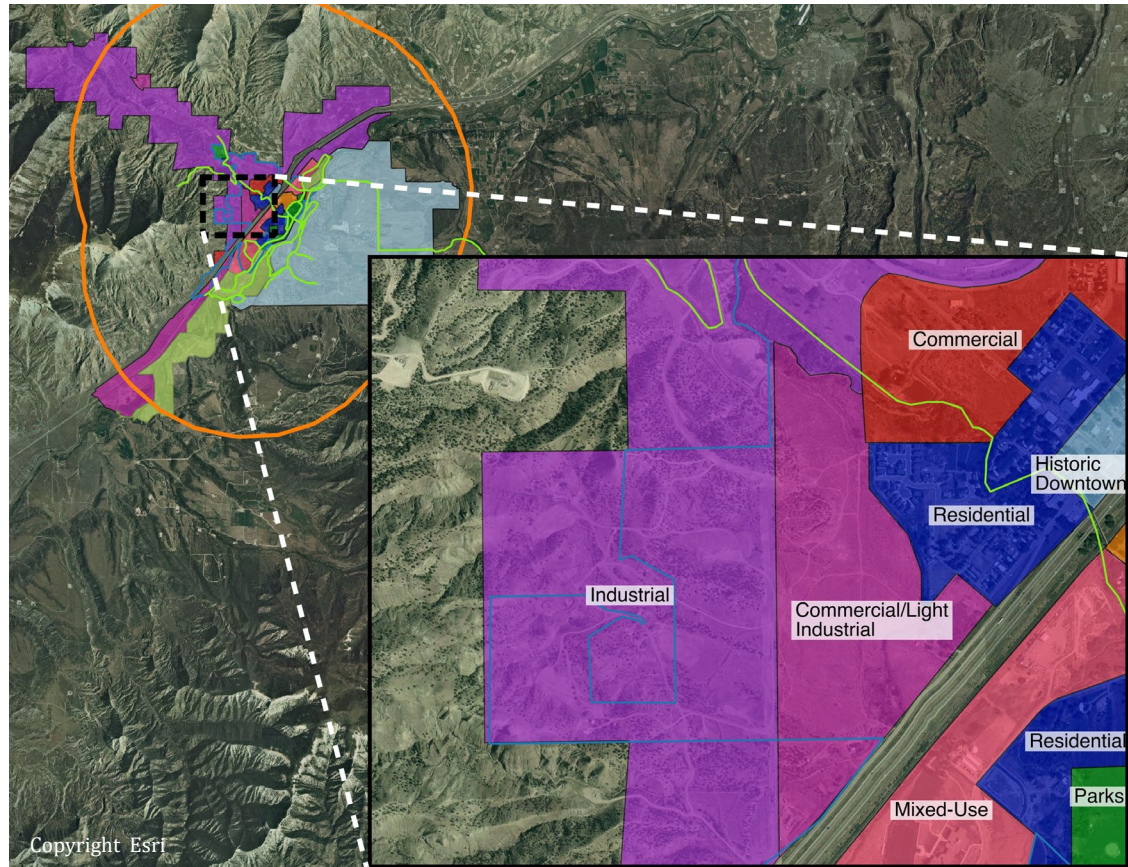 Commercial
Historic
Downtown
Residential
Industrial
Commercial/Light
Industrial
Residential
Parks
Mixed-Use
Copyright Esri